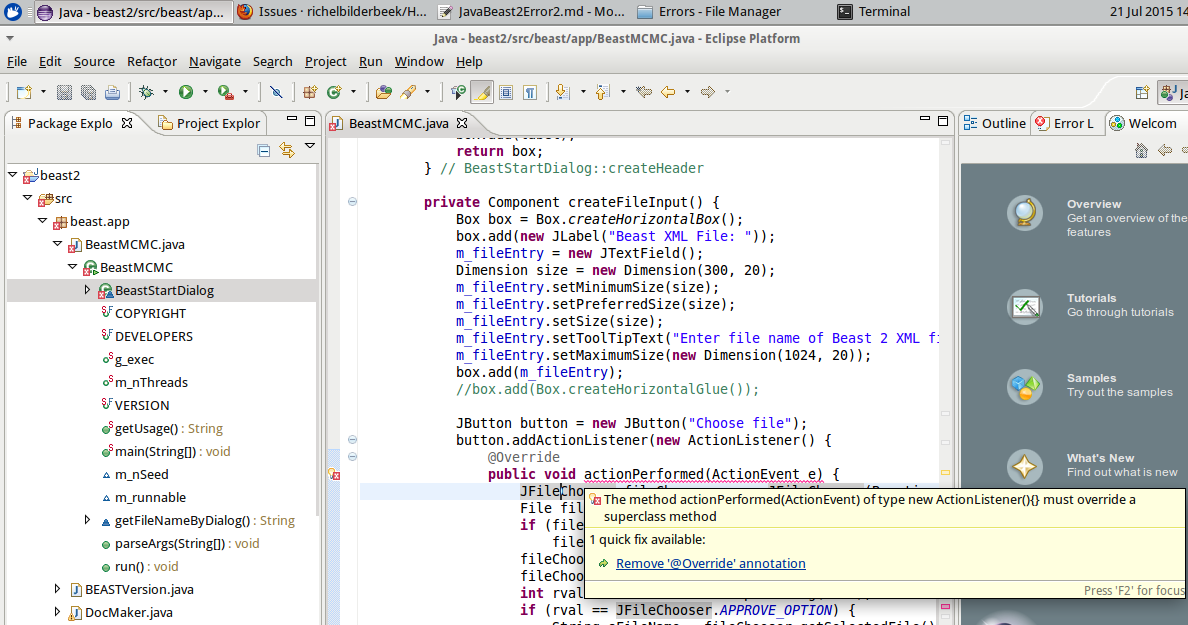 Java - beast2/src/beast/ap...
Issues · richelbilderbeek/H...
JavaBeast2Error2.md - Mo...
Errors - File Manager
Terminal
21 Jul 2015 14
Java - beast2/src/beast/app/BeastMCMC.java - Eclipse Platform
File Edit Source Refactor Navigate Search Project Run Window Help
Package Explo
Project Explor
BeastMCMC.java
Outline
Error L
Welcom
beast2
src
beast.app
BeastMCMC.java
BeastMCMC
BeastStartDialog
COPYRIGHT
DEVELOPERS
g_exec
m_nThreads
VERSION
getUsage() : String
main(String[]) : void
m_nSeed
m_runnable
getFileNameByDialog() : String
parseArgs(String[]) : void
run() : void
BEASTVersion.java
DocMaker.java
return box;
} // BeastStartDialog::createHeader
private Component createFileInput() {
Box box = Box.createHorizontalBox();
box.add(new JLabel("Beast XML File: "));
m_fileEntry = new JTextField();
Dimension size = new Dimension(300, 20);
m_fileEntry.setMinimumSize(size);
m_fileEntry.setPreferredSize(size);
m_fileEntry.setSize(size);
m_fileEntry.setToolTipText("Enter file name of Beast 2 XML fi
m_fileEntry.setMaximumSize(new Dimension(1024, 20));
box.add(m_fileEntry);
//box.add(Box.createHorizontalGlue());
JButton button = new JButton("Choose file");
button.addActionListener(new ActionListener() {
@Override
public void actionPerformed(ActionEvent e) {
JFileCho
File fil
if (file
file
fileChoo
fileChoo
int rval
if (rval == JFileChooser.APPROVE_OPTION) {
The method actionPerformed(ActionEvent) of type new ActionListener(){} must override a
superclass method
1 quick fix available:
Remove '@Override' annotation
Press 'F2' for focus
Overview
Get an overview of the
features
Tutorials
Go through tutorials
Samples
Try out the samples
What's New
Find out what is new